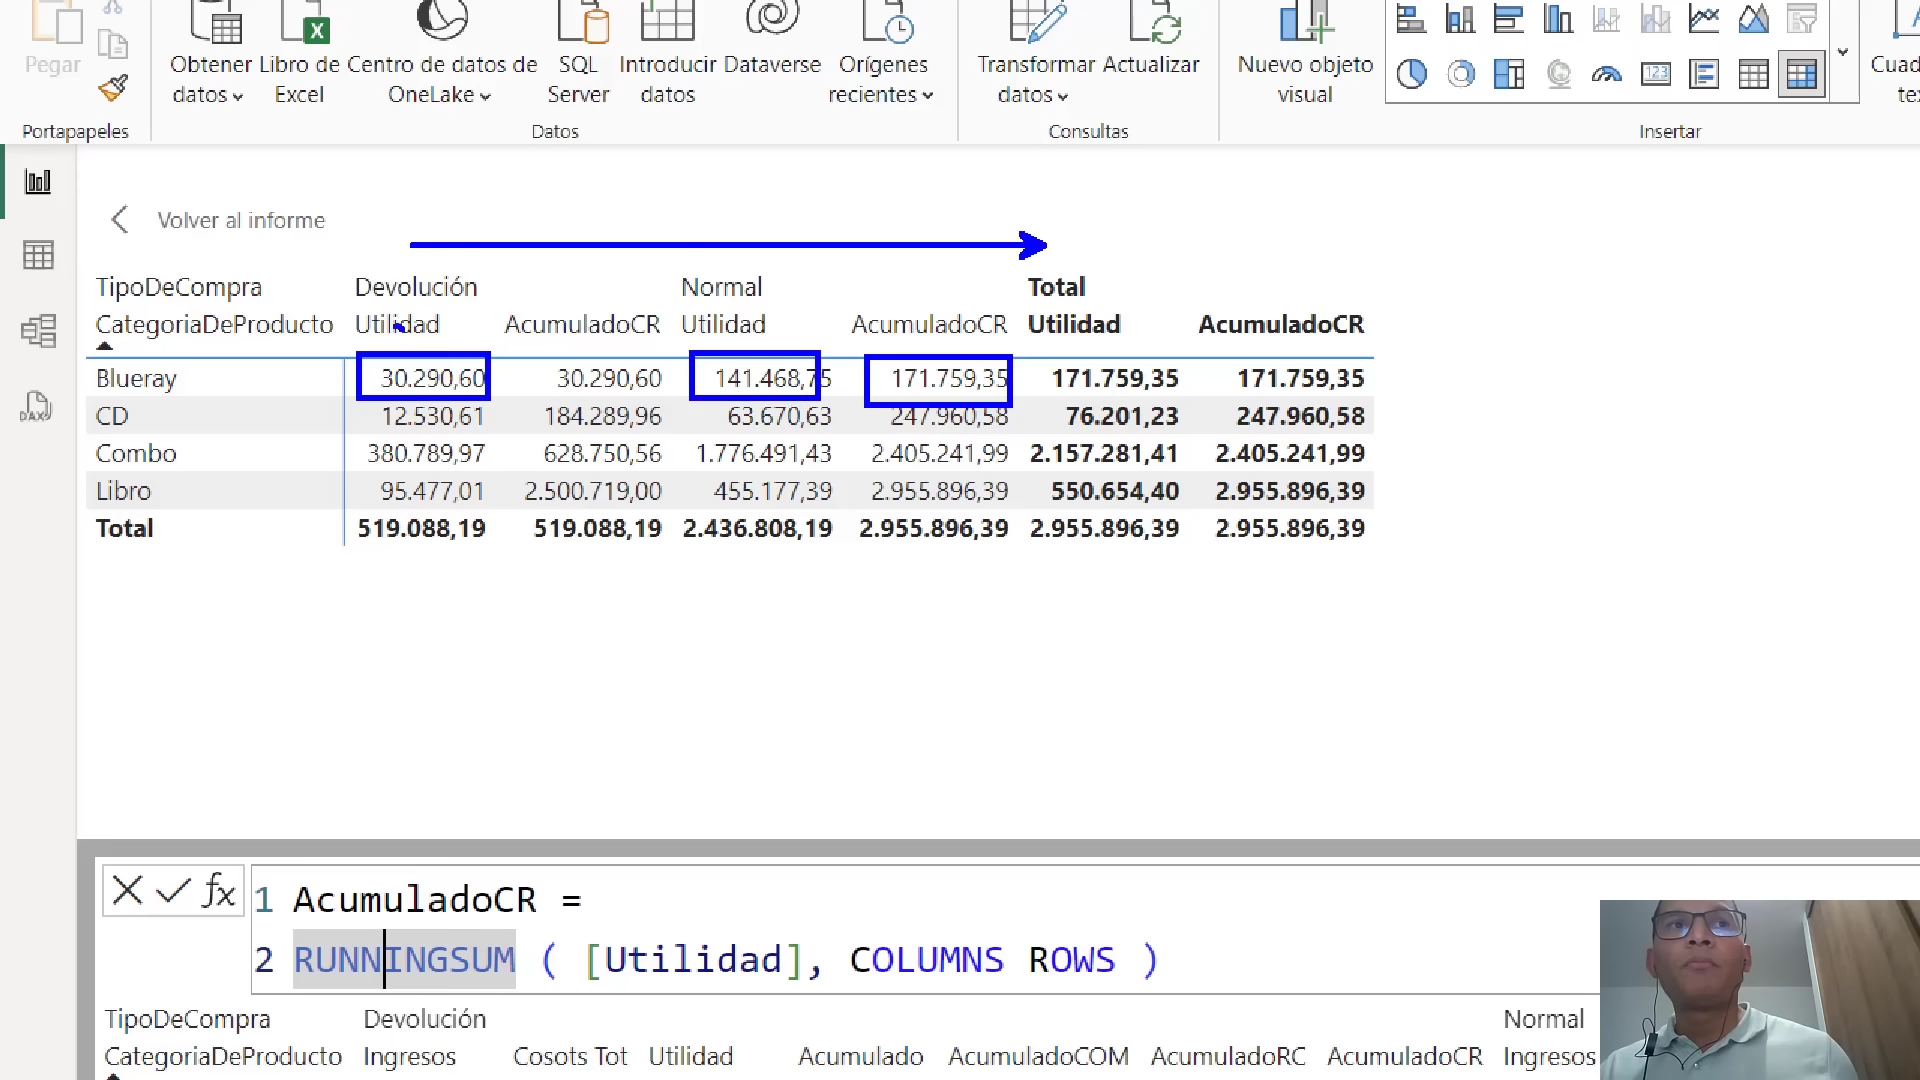 Pegar
Obtener datos
Libro de Excel
Centro de datos de OneLake
SQL Server
Introducir datos
Dataverse
Orígenes recientes
Transformar datos
Actualizar
Nuevo objeto visual
123
Portapapeles
Datos
Consultas
Insertar
DAX
Volver al informe
TipoDeCompra Devolución Normal Total
CategoriaDeProducto Utilidad AcumuladoCR Utilidad AcumuladoCR Utilidad AcumuladoCR
Blueray 30.290,60 30.290,60 141.468,75 171.759,35 171.759,35 171.759,35
CD 12.530,61 184.289,96 63.670,63 247.960,58 76.201,23 247.960,58
Combo 380.789,97 628.750,56 1.776.491,43 2.405.241,99 2.157.281,41 2.405.241,99
Libro 95.477,01 2.500.719,00 455.177,39 2.955.896,39 550.654,40 2.955.896,39
Total 519.088,19 519.088,19 2.436.808,19 2.955.896,39 2.955.896,39 2.955.896,39
fx
1 AcumuladoCR =
2 RUNNINGSUM ( [Utilidad], COLUMNS ROWS )
TipoDeCompra Devolución Normal
CategoriaDeProducto Ingresos Cosots Tot Utilidad Acumulado AcumuladoCOM AcumuladoRC AcumuladoCR Ingresos